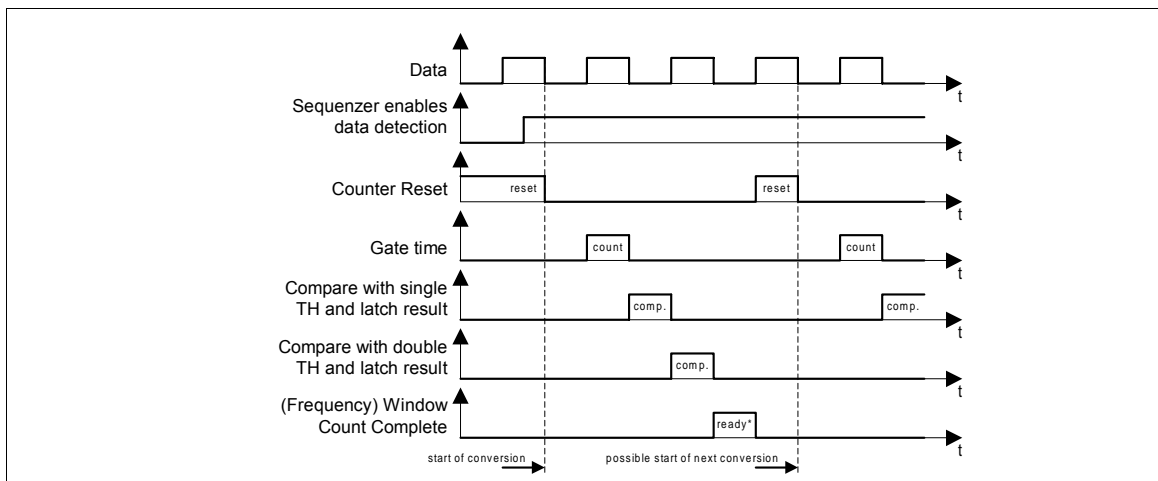 Data
t
Sequenzer enables
data detection
t
Counter Reset
reset
reset
t
Gate time
count
count
t
Compare with single
TH and latch result
comp.
comp.
t
Compare with double
TH and latch result
comp.
t
(Frequency) Window
Count Complete
ready*
t
start of conversion
possible start of next conversion